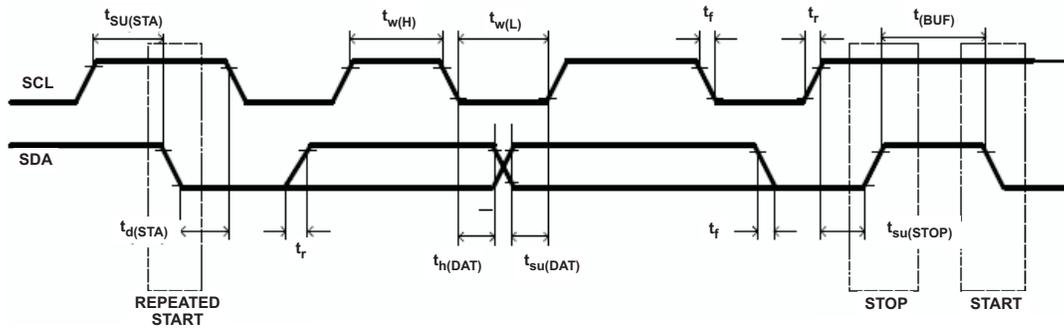 tSU(STA)
tw(H)
tw(L)
tf
tr
t(BUF)
SCL
SDA
td(STA)
tr
th(DAT)
tsu(DAT)
tf
tsu(STOP)
REPEATED
START
STOP
START